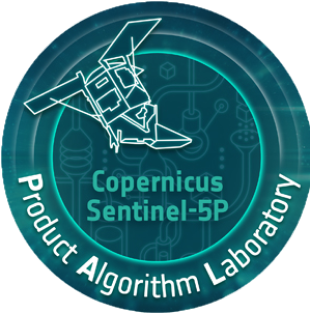 Copernicus
Sentinel-5P
Product Algorithm Laboratory